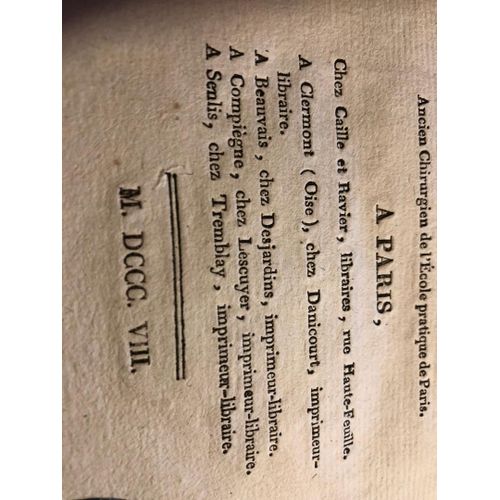 Ancien Chirurgien de l'École pratique de Paris.
A PARIS,
Chez Caille et Ravier, libraires, rue Haute-Feuille.
A Clermont (Oise), chez Danicourt, imprimeur-
libraire.
A Beauvais, chez Desjardins, imprimeur-libraire.
A Compiègne, chez Lescuyer, imprimeur-libraire.
A Senlis, chez Tremblay, imprimeur-libraire.
M. DCCC. VIII.